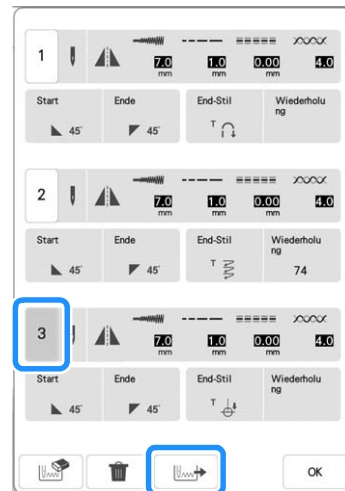 1
7.0 1.0 0.00 4.0
mm mm mm
Start Ende End-Stil Wiederholu
ng
45° 45° T
2
7.0 1.0 0.00 4.0
mm mm mm
Start Ende End-Stil Wiederholu
ng
45° 45° T 74
3
7.0 1.0 0.00 4.0
mm mm mm
Start Ende End-Stil Wiederholu
ng
45° 45° T
OK